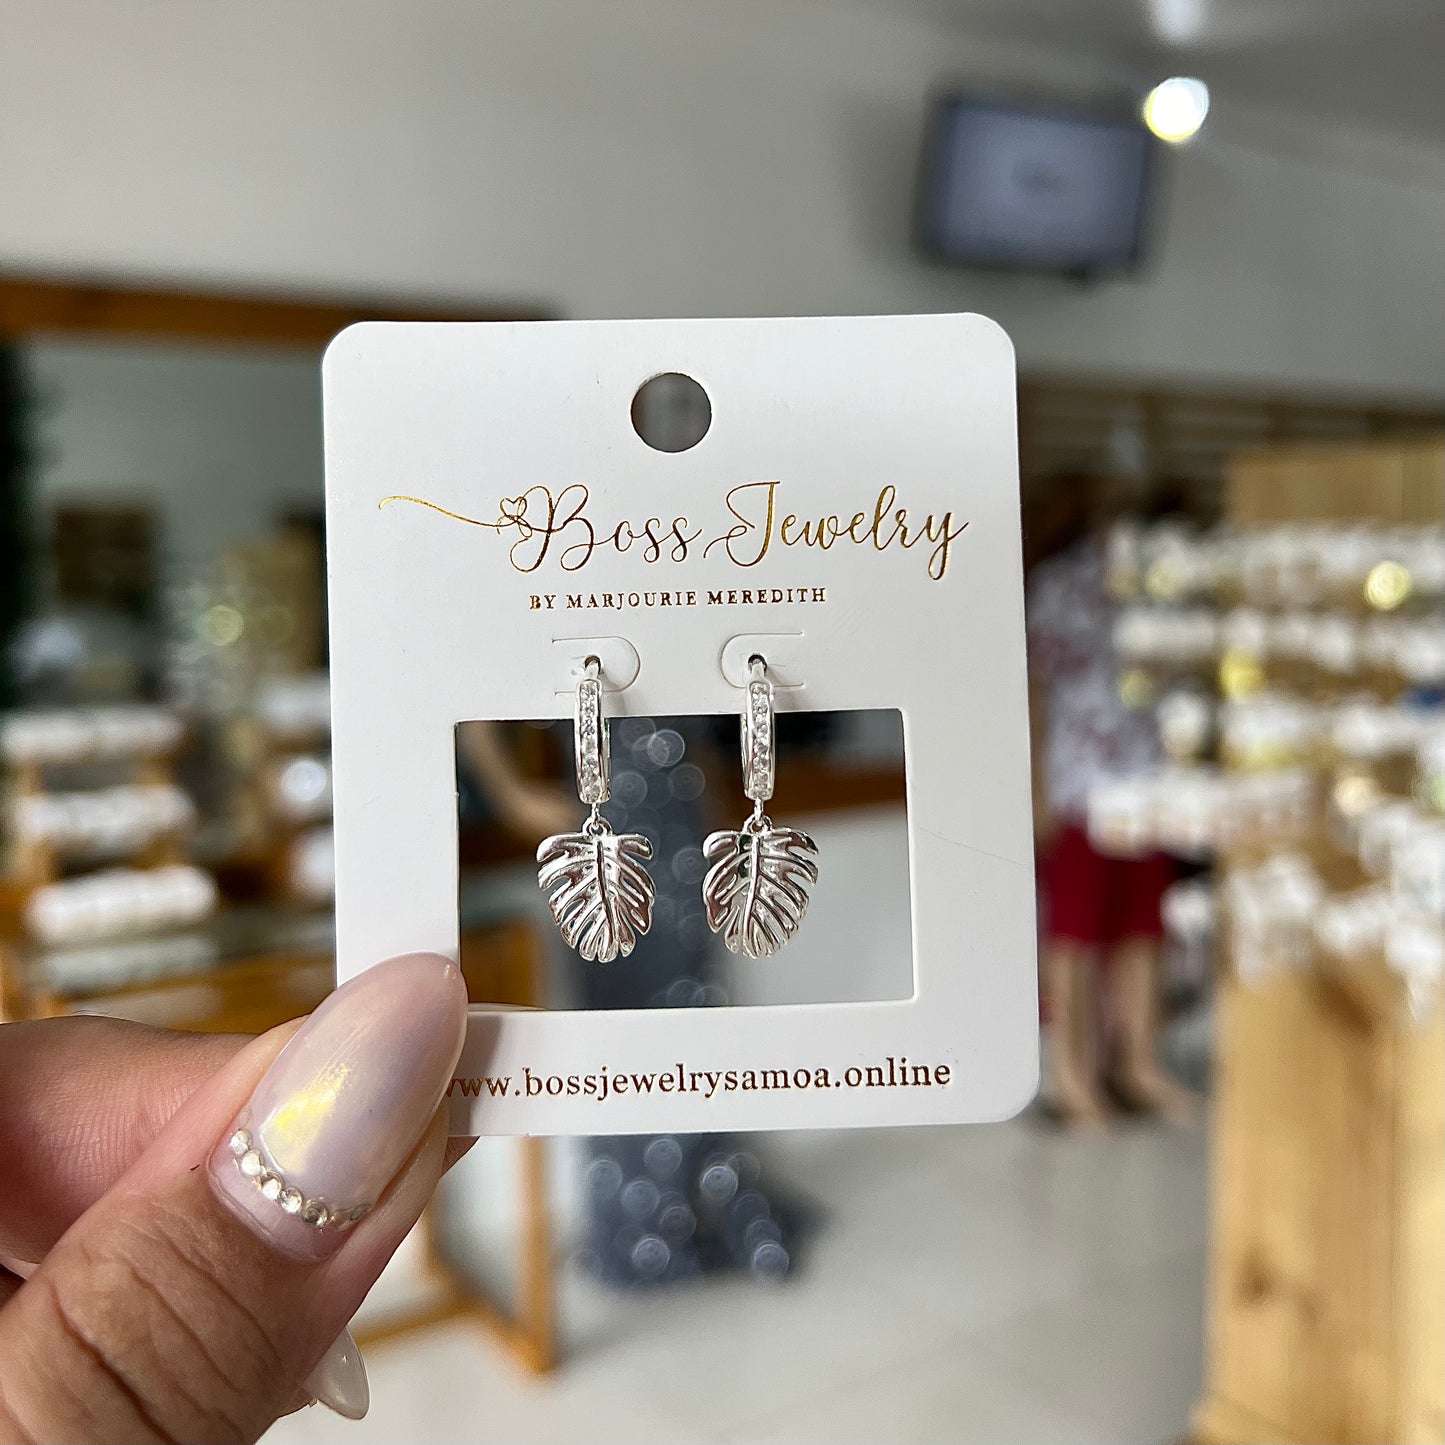 Boss Jewelry
BY MARJOURIE MEREDITH
www.bossjewelrysamoa.online